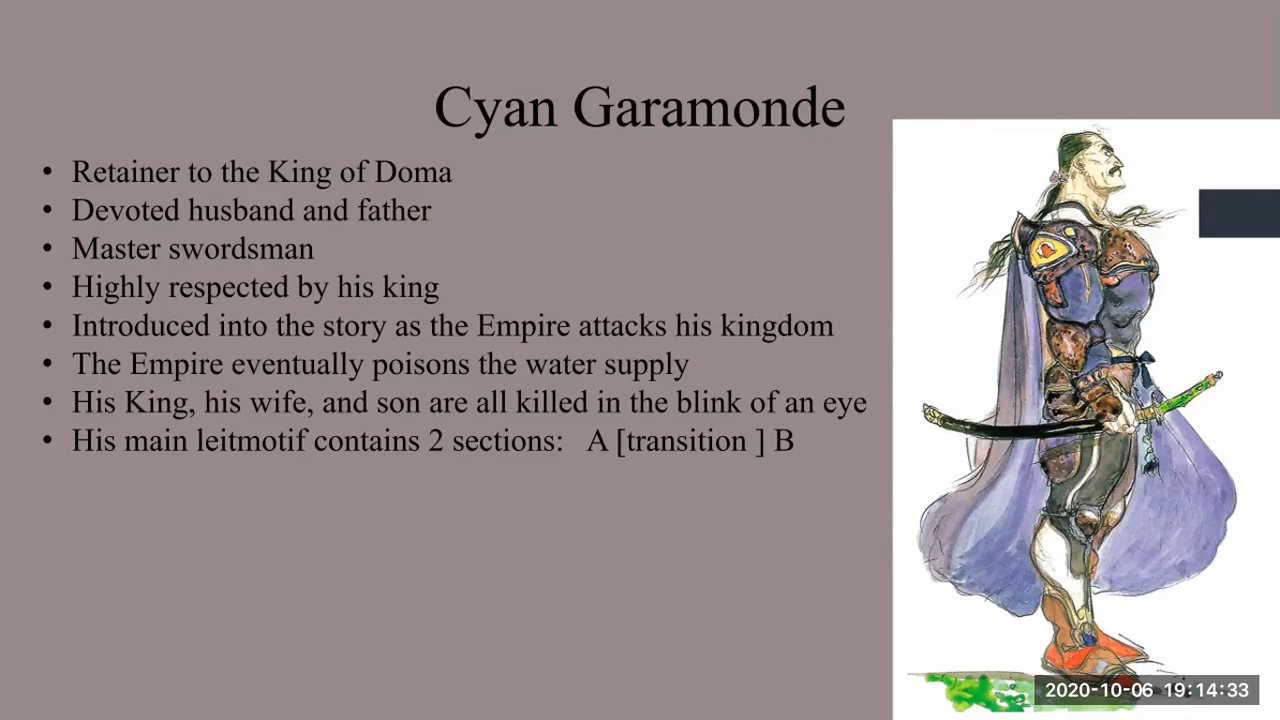 Cyan Garamonde
• Retainer to the King of Doma
• Devoted husband and father
• Master swordsman
• Highly respected by his king
• Introduced into the story as the Empire attacks his kingdom
• The Empire eventually poisons the water supply
• His King, his wife, and son are all killed in the blink of an eye
• His main leitmotif contains 2 sections:   A [transition ] B
2020-10-06 19:14:33